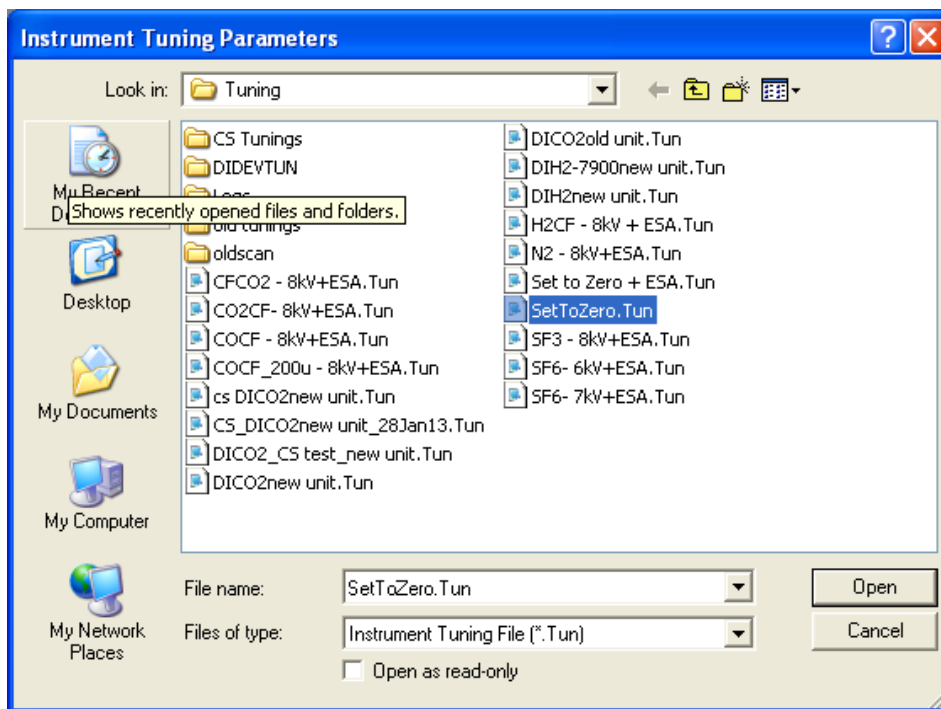 Instrument Tuning Parameters
Look in:
Tuning
My Recent
Shows recently opened files and folders.
Desktop
My Documents
My Computer
My Network
Places
CS Tunings
DIDEVTUN
Logs
old tunings
oldscan
CFCO2 - 8kV+ESA.Tun
CO2CF- 8kV+ESA.Tun
COCF - 8kV+ESA.Tun
COCF_200u - 8kV+ESA.Tun
cs DICO2new unit.Tun
CS_DICO2new unit_28Jan13.Tun
DICO2_CS test_new unit.Tun
DICO2new unit.Tun
DICO2old unit.Tun
DIH2-7900new unit.Tun
DIH2new unit.Tun
H2CF - 8kV + ESA.Tun
N2 - 8kV+ESA.Tun
Set to Zero + ESA.Tun
SetToZero.Tun
SF3 - 8kV+ESA.Tun
SF6- 6kV+ESA.Tun
SF6- 7kV+ESA.Tun
File name:
SetToZero.Tun
Open
Files of type:
Instrument Tuning File (*.Tun)
Cancel
Open as read-only